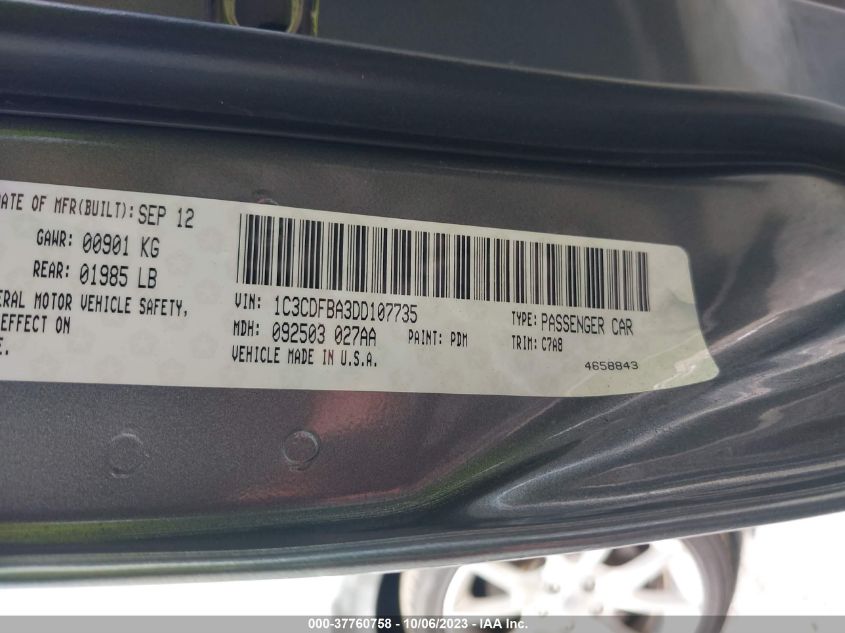 DATE OF MFR(BUILT): SEP 12
GAWR: 00901 KG
REAR: 01985 LB
ERAL MOTOR VEHICLE SAFETY,
EFFECT ON
E.
VIN: 1C3CDFBA3DD107735
MDH: 092503 027AA PAINT: PDM
VEHICLE MADE IN U.S.A.
TYPE: PASSENGER CAR
TRIM: C7A8
4658843
000-37760758 - 10/06/2023 - IAA Inc.